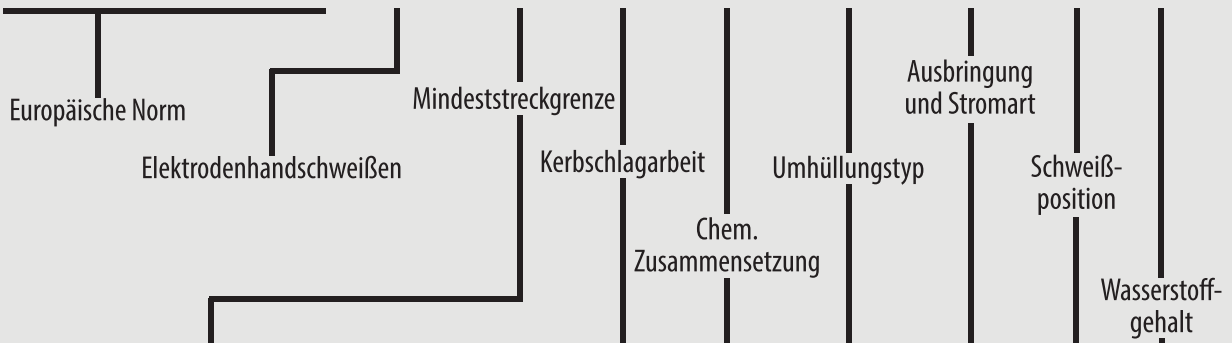 Europäische Norm
Elektrodenhandschweißen
Mindeststreckgrenze
Kerbschlagarbeit
Chem.
Zusammensetzung
Umhüllungstyp
Ausbringung
und Stromart
Schweiß-
position
Wasserstoff-
gehalt